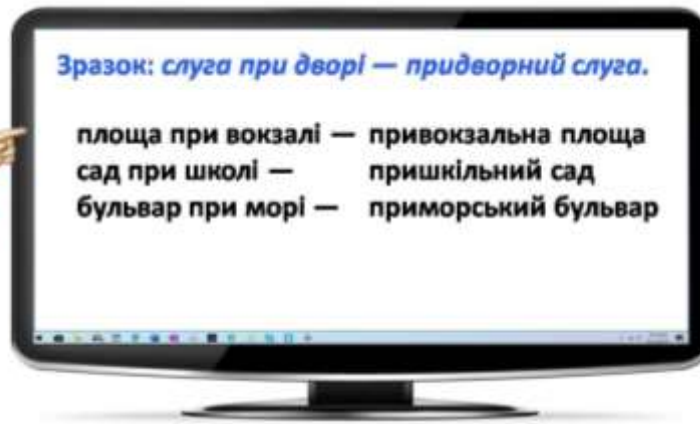 Зразок: слуга при дворі — придворний слуга.
площа при вокзалі — привокзальна площа
сад при школі — пришкільний сад
бульвар при морі — приморський бульвар